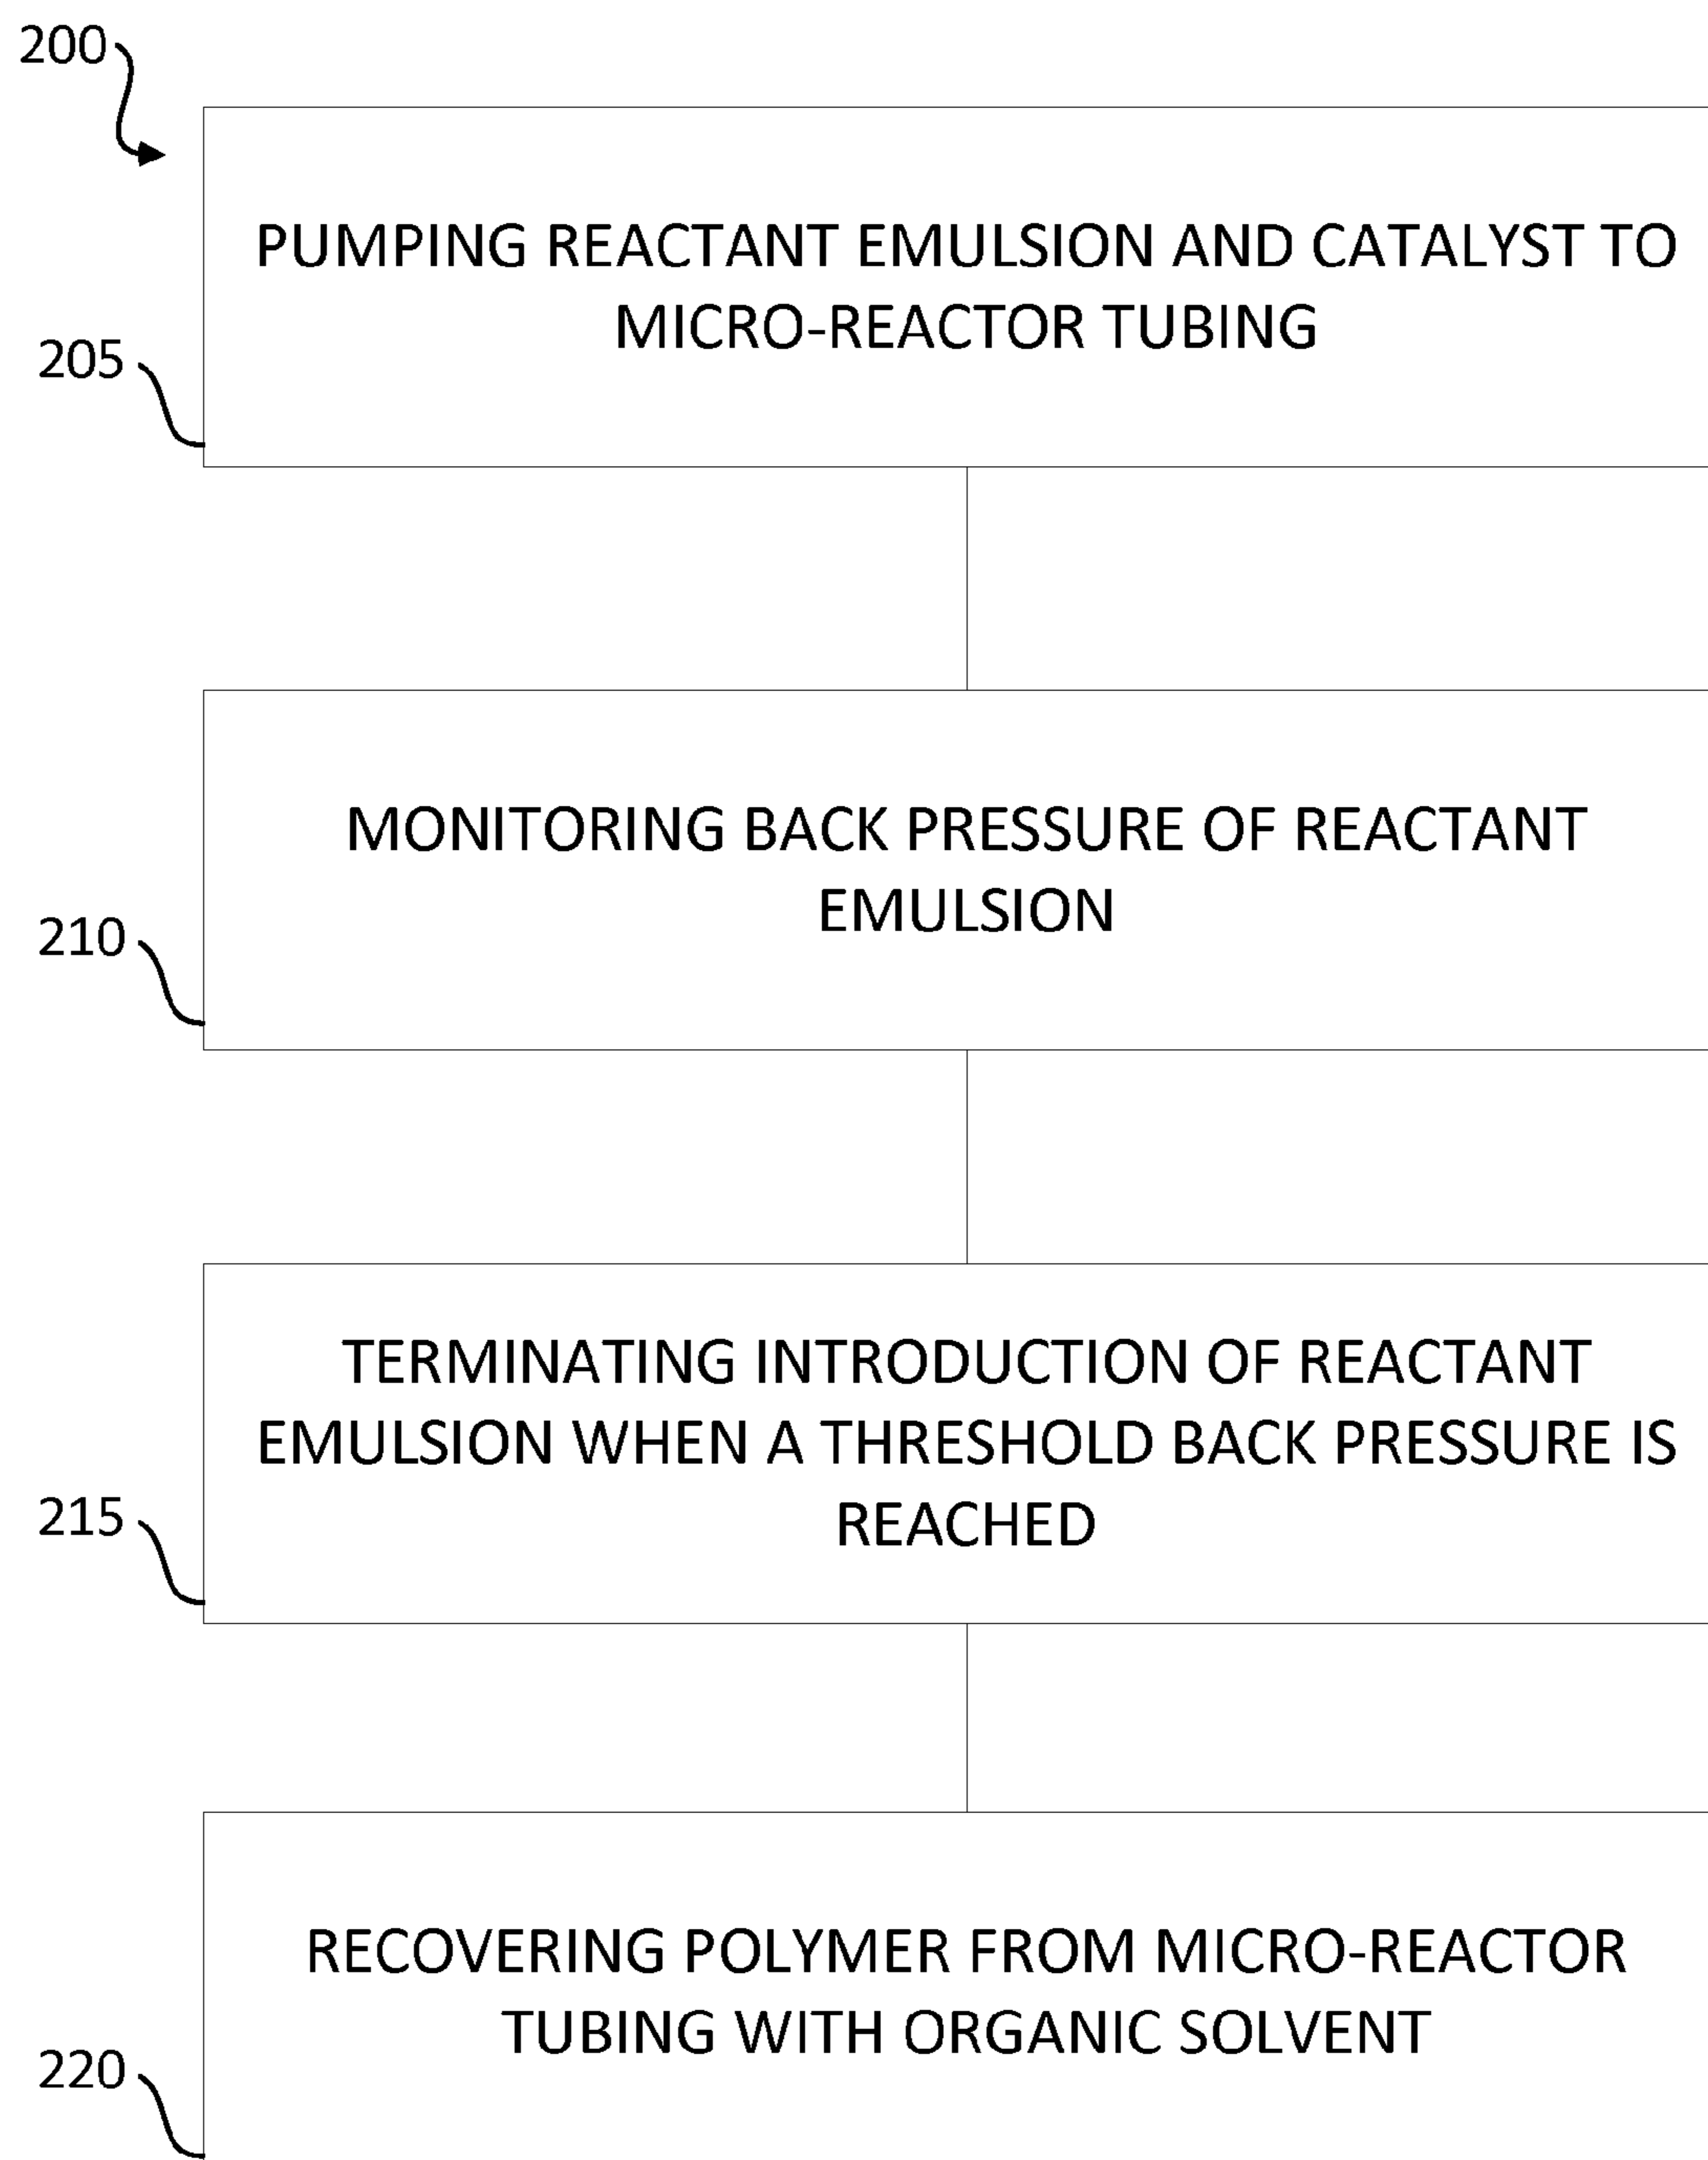 200
PUMPING REACTANT EMULSION AND CATALYST TO
MICRO-REACTOR TUBING
205
MONITORING BACK PRESSURE OF REACTANT
EMULSION
210
TERMINATING INTRODUCTION OF REACTANT
EMULSION WHEN A THRESHOLD BACK PRESSURE IS
REACHED
215
RECOVERING POLYMER FROM MICRO-REACTOR
TUBING WITH ORGANIC SOLVENT
220